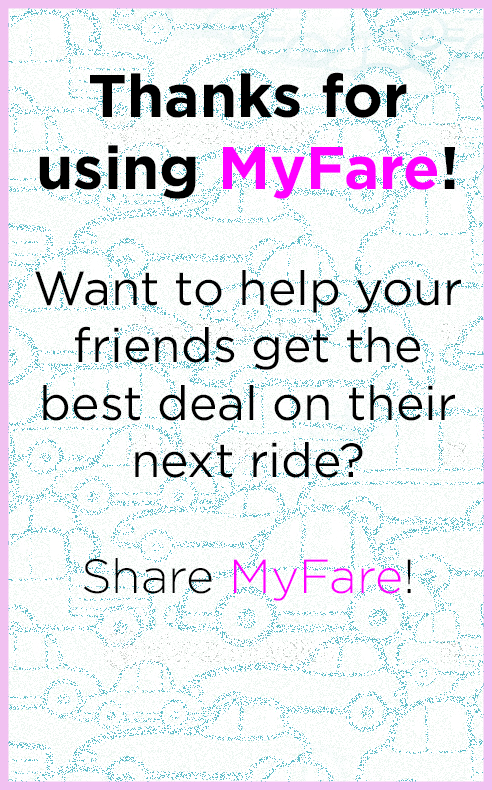 Thanks for
using MyFare!
Want to help your
friends get the
best deal on their
next ride?
Share MyFare!